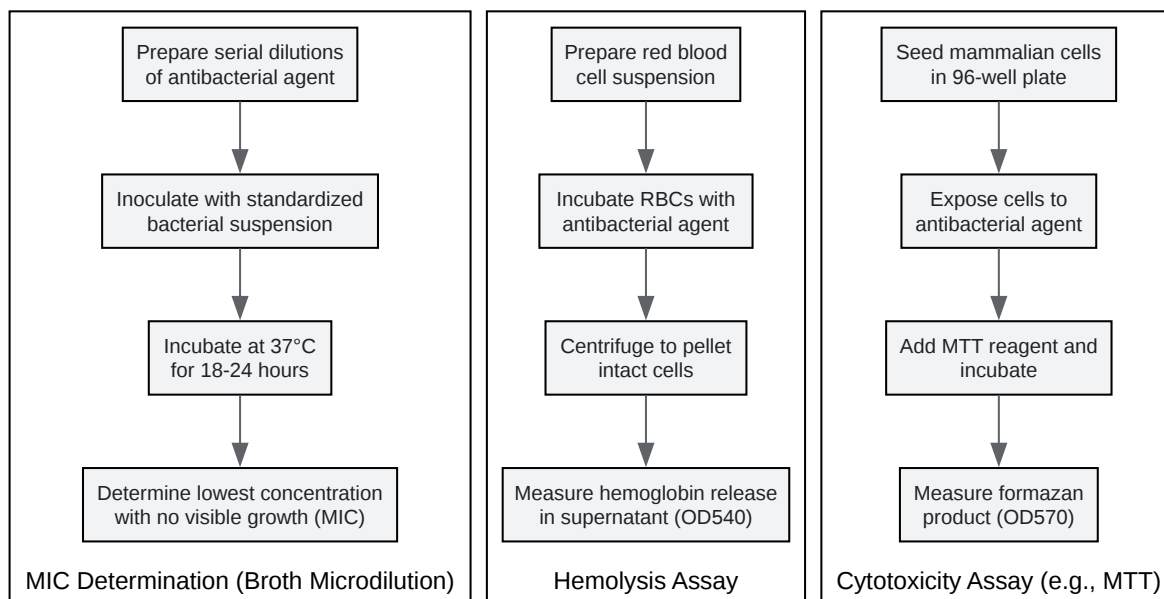 Prepare serial dilutions
of antibacterial agent
Inoculate with standardized
bacterial suspension
Incubate at 37°C
for 18-24 hours
Determine lowest concentration
with no visible growth (MIC)
MIC Determination (Broth Microdilution)
Prepare red blood
cell suspension
Incubate RBCs with
antibacterial agent
Centrifuge to pellet
intact cells
Measure hemoglobin release
in supernatant (OD540)
Hemolysis Assay
Seed mammalian cells
in 96-well plate
Expose cells to
antibacterial agent
Add MTT reagent and
incubate
Measure formazan
product (OD570)
Cytotoxicity Assay (e.g., MTT)